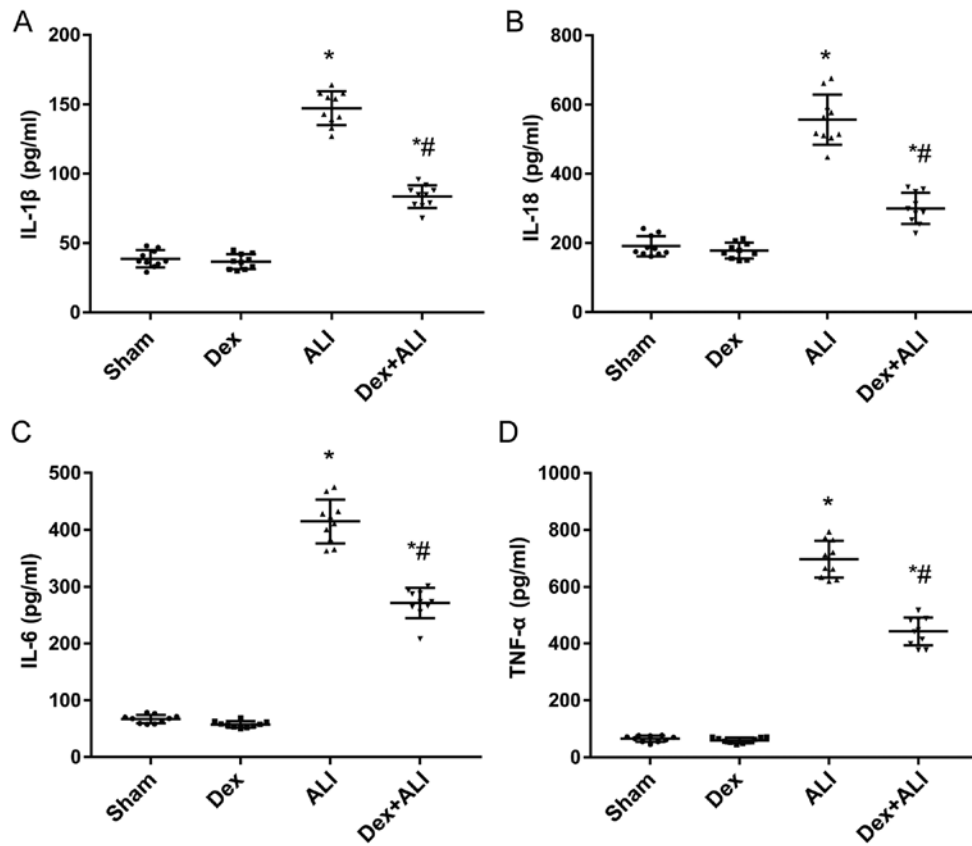 A
IL-1β (pg/ml)
200
150
100
50
0
*
*#
Sham
Dex
ALI
Dex+ALI
B
IL-18 (pg/ml)
800
600
400
200
0
*
*#
Sham
Dex
ALI
Dex+ALI
C
IL-6 (pg/ml)
500
400
300
200
100
0
*
*#
Sham
Dex
ALI
Dex+ALI
D
TNF-α (pg/ml)
1000
800
600
400
200
0
*
*#
Sham
Dex
ALI
Dex+ALI